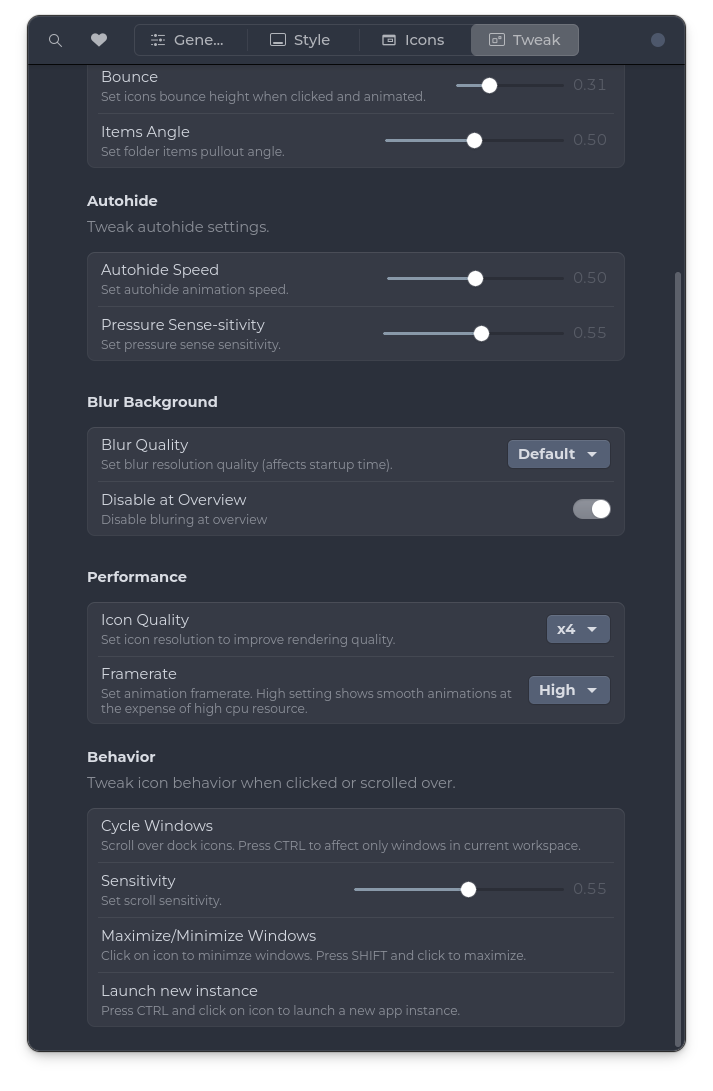 Gene...
Style
Icons
Tweak
Bounce
Set icons bounce height when clicked and animated.
0.31
Items Angle
Set folder items pullout angle.
0.50
Autohide
Tweak autohide settings.
Autohide Speed
Set autohide animation speed.
0.50
Pressure Sense-sitivity
Set pressure sense sensitivity.
0.55
Blur Background
Blur Quality
Set blur resolution quality (affects startup time).
Default
Disable at Overview
Disable bluring at overview
Performance
Icon Quality
Set icon resolution to improve rendering quality.
x4
Framerate
Set animation framerate. High setting shows smooth animations at
the expense of high cpu resource.
High
Behavior
Tweak icon behavior when clicked or scrolled over.
Cycle Windows
Scroll over dock icons. Press CTRL to affect only windows in current workspace.
Sensitivity
Set scroll sensitivity.
0.55
Maximize/Minimize Windows
Click on icon to minimze windows. Press SHIFT and click to maximize.
Launch new instance
Press CTRL and click on icon to launch a new app instance.